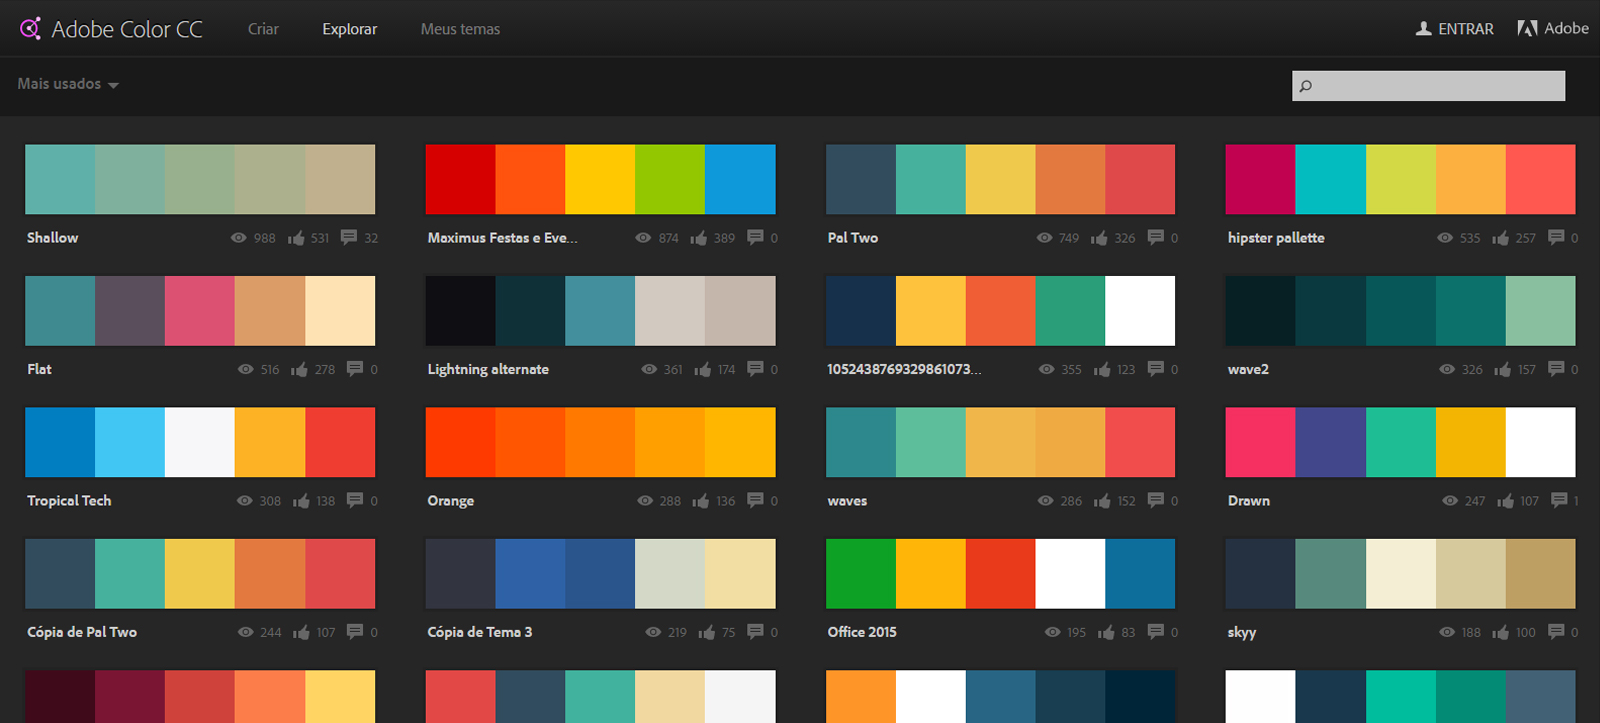 Adobe Color CC Criar Explorar Meus temas ENTRAR Adobe
Mais usados
Shallow 988 531 32
Maximus Festas e Eve... 874 389 0
Pal Two 749 326 0
hipster pallette 535 257 0
Flat 516 278 0
Lightning alternate 361 174 0
1052438769329861073... 355 123 0
wave2 326 157 0
Tropical Tech 308 138 0
Orange 288 136 0
waves 286 152 0
Drawn 247 107 1
Cópia de Pal Two 244 107 0
Cópia de Tema 3 219 75 0
Office 2015 195 83 0
skyy 188 100 0